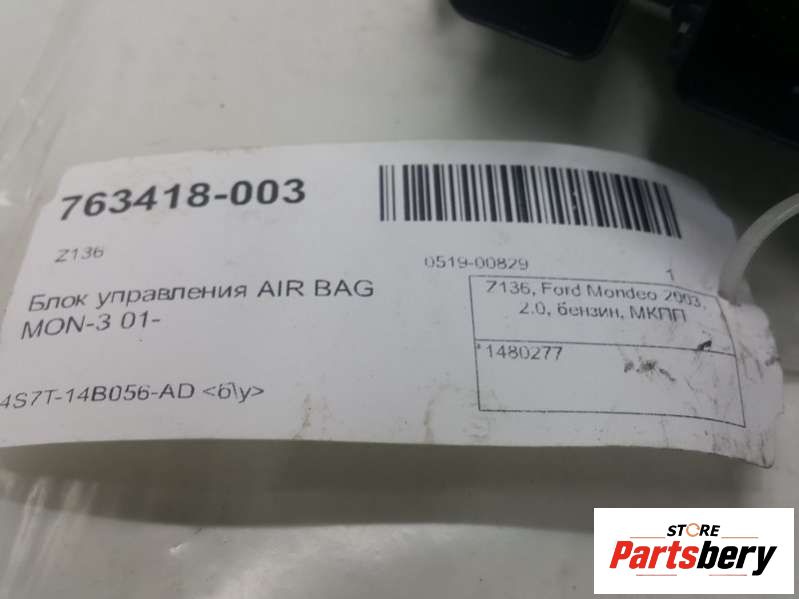 763418-003
Z136
Блок управления AIR BAG
MON-3 01-
4S7T-14B056-AD <б\у>
0519-00829
1
Z136, Ford Mondeo 2003,
2.0, бензин, МКПП
*1480277
STORE
Partsbery